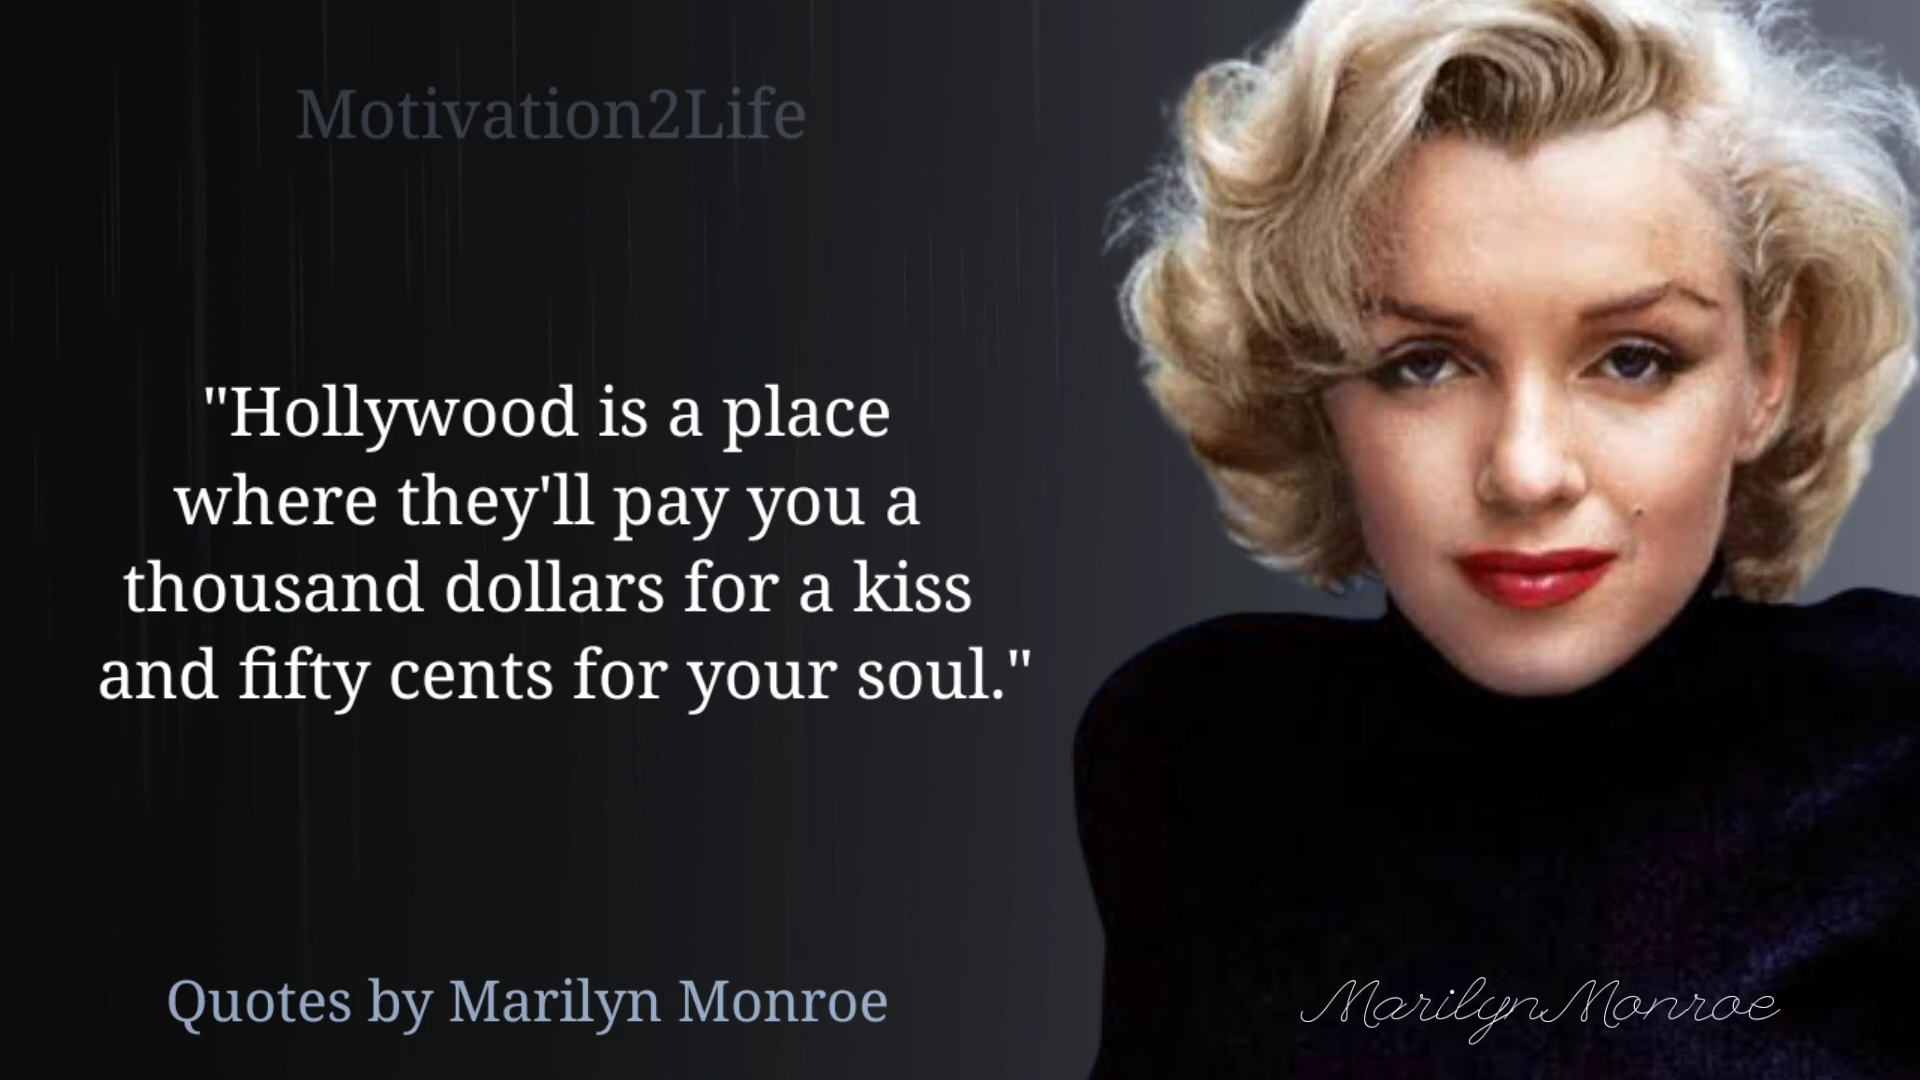 Motivation2Life
"Hollywood is a place
where they'll pay you a
thousand dollars for a kiss
and fifty cents for your soul."
Quotes by Marilyn Monroe
Marilyn Monroe